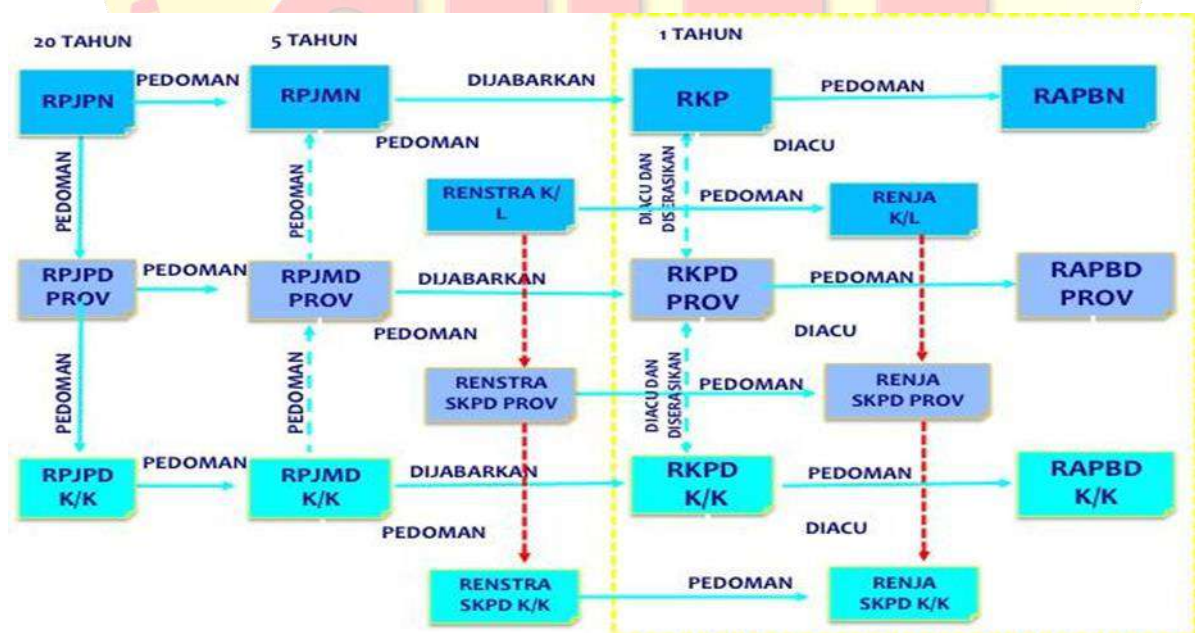 20 TAHUN
5 TAHUN
1 TAHUN
RPJPN
PEDOMAN
RPJMN
DIJABARKAN
RKP
PEDOMAN
RAPBN
PEDOMAN
PEDOMAN
PEDOMAN
DIACU DAN
DISERASIKAN
DIACU
RENSTRA K/
L
PEDOMAN
RENJA
K/L
RPJPD
PROV
PEDOMAN
RPJMD
PROV
DIJABARKAN
RKPD
PROV
PEDOMAN
RAPBD
PROV
PEDOMAN
PEDOMAN
PEDOMAN
DIACU DAN
DISERASIKAN
DIACU
RENSTRA
SKPD PROV
PEDOMAN
RENJA
SKPD PROV
RPJPD
K/K
PEDOMAN
RPJMD
K/K
DIJABARKAN
RKPD
K/K
PEDOMAN
RAPBD
K/K
PEDOMAN
DIACU
RENSTRA
SKPD K/K
PEDOMAN
RENJA
SKPD K/K